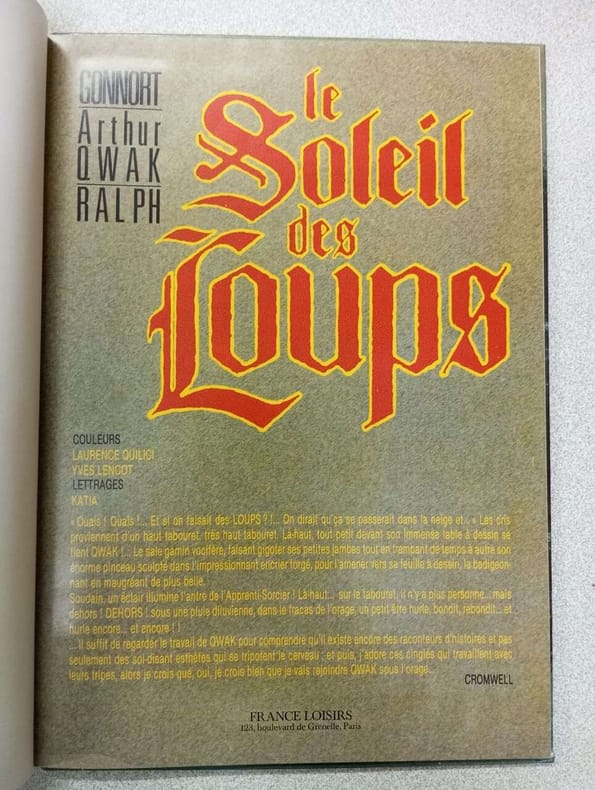 GONNORT
Arthur
QWAK
RALPH
le
Soleil
des
Loups
COULEURS
LAURENCE QUILICI
YVES LENCOT
LETTRAGES
KATIA
« Ouais ! Ouais !... Et si on faisait des LOUPS ? !... On dirait qu'ça se passerait dans la neige et... » Les cris
proviennent d'un haut tabouret, très haut tabouret. Là-haut, tout petit devant son immense table à dessin se
tient QWAK !... Le sale gamin vocifère, faisant gigoter ses petites jambes tout en trempant de temps à autre son
énorme pinceau sculpté dans l'impressionnant encrier forgé, pour l'amener vers sa feuille à dessin, la badigeon-
nant en maugréant de plus belle.
Soudain, un éclair illumine l'antre de l'Apprenti-Sorcier ! Là-haut... sur le tabouret, il n'y a plus personne... mais
dehors ! DEHORS ! sous une pluie diluvienne, dans le fracas de l'orage, un petit être hurle, bondit, rebondit... et
hurle encore... et encore ! !
... Il suffit de regarder le travail de QWAK pour comprendre qu'il existe encore des raconteurs d'histoires et pas
seulement des soi-disant esthètes qui se tripotent le cerveau ; et puis, j'adore ces cinglés qui travaillent avec
leurs tripes, alors je crois que, oui, je crois bien que je vais rejoindre QWAK sous l'orage...
CROMWELL
FRANCE LOISIRS
123, boulevard de Grenelle, Paris